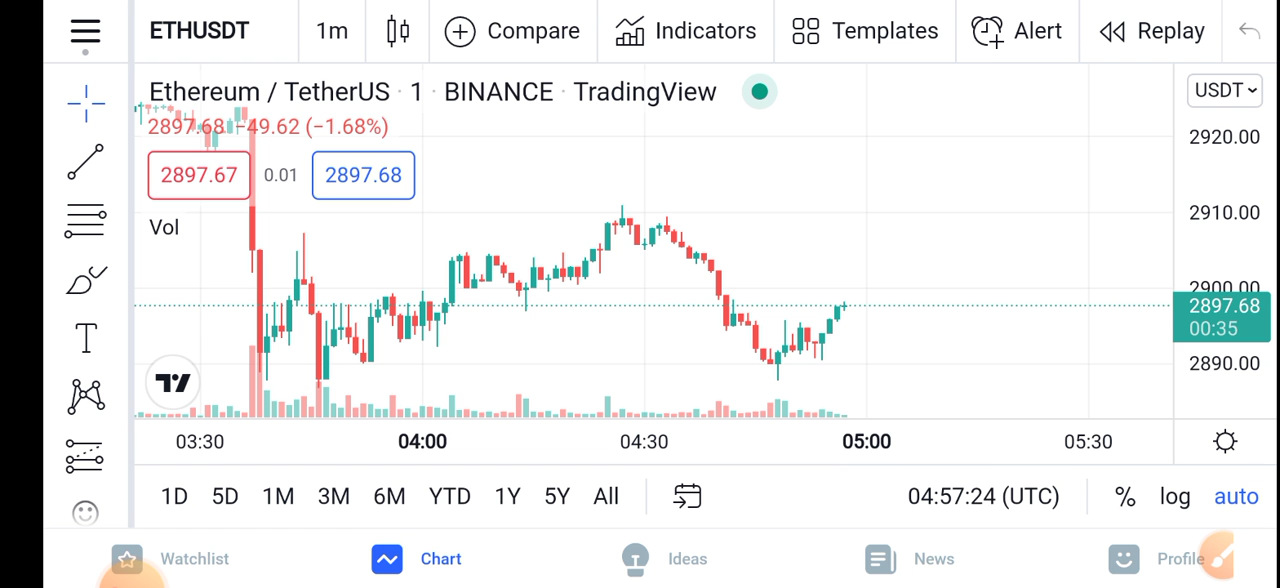 ETHUSDT 1m Compare Indicators Templates Alert Replay
Ethereum / TetherUS · 1 · BINANCE · TradingView
USDT
2897.68 −49.62 (−1.68%)
2920.00
2897.67 0.01 2897.68
2910.00
Vol
2900.00
2897.68
00:35
2890.00
03:30 04:00 04:30 05:00 05:30
1D 5D 1M 3M 6M YTD 1Y 5Y All 04:57:24 (UTC) % log auto
Watchlist Chart Ideas News Profile